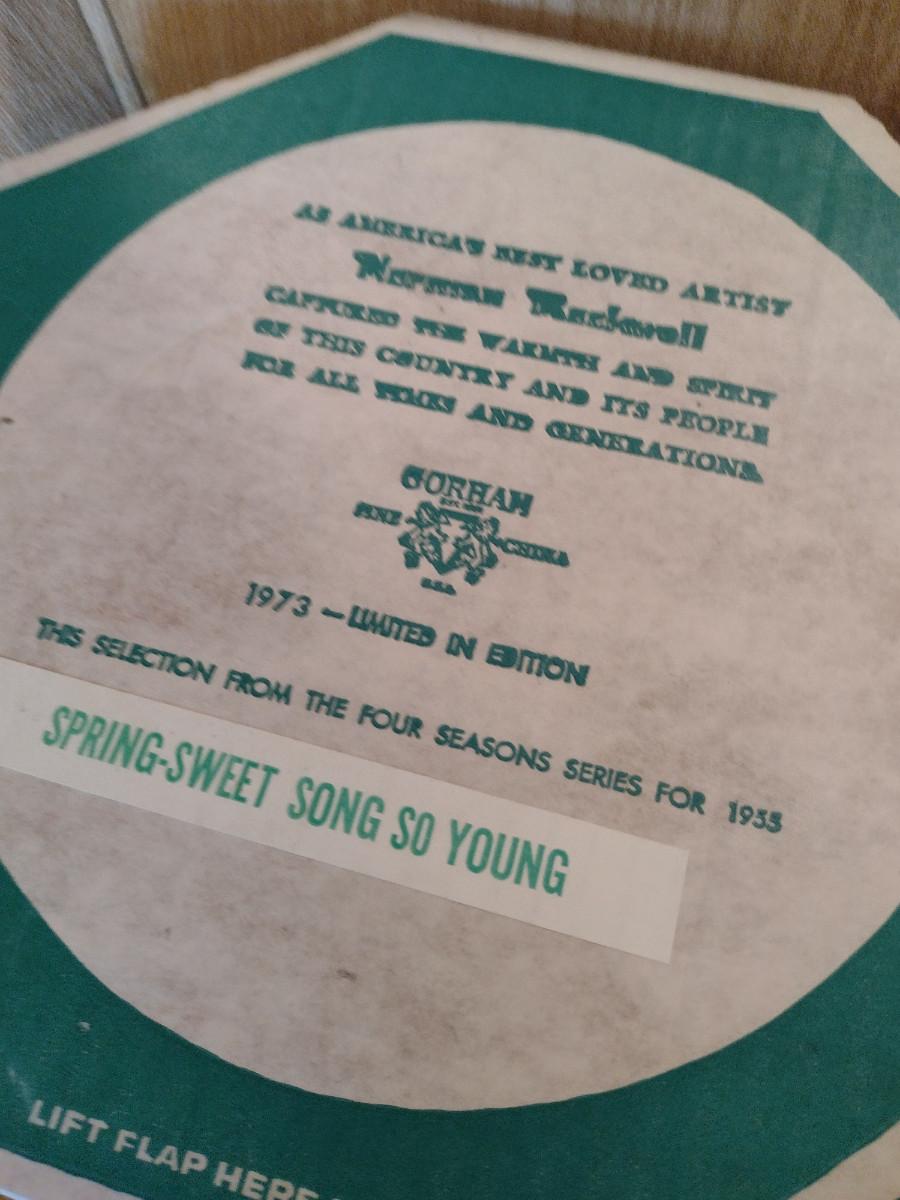 AS AMERICA'S BEST LOVED ARTIST
Norman Rockwell
CAPTURED THE WARMTH AND SPIRIT
OF THIS COUNTRY AND ITS PEOPLE
FOR ALL TIMES AND GENERATIONS.
GORHAM
FINE CHINA
U.S.A.
1973 — LIMITED IN EDITION
THIS SELECTION FROM THE FOUR SEASONS SERIES FOR 1955
SPRING-SWEET SONG SO YOUNG
LIFT FLAP HERE